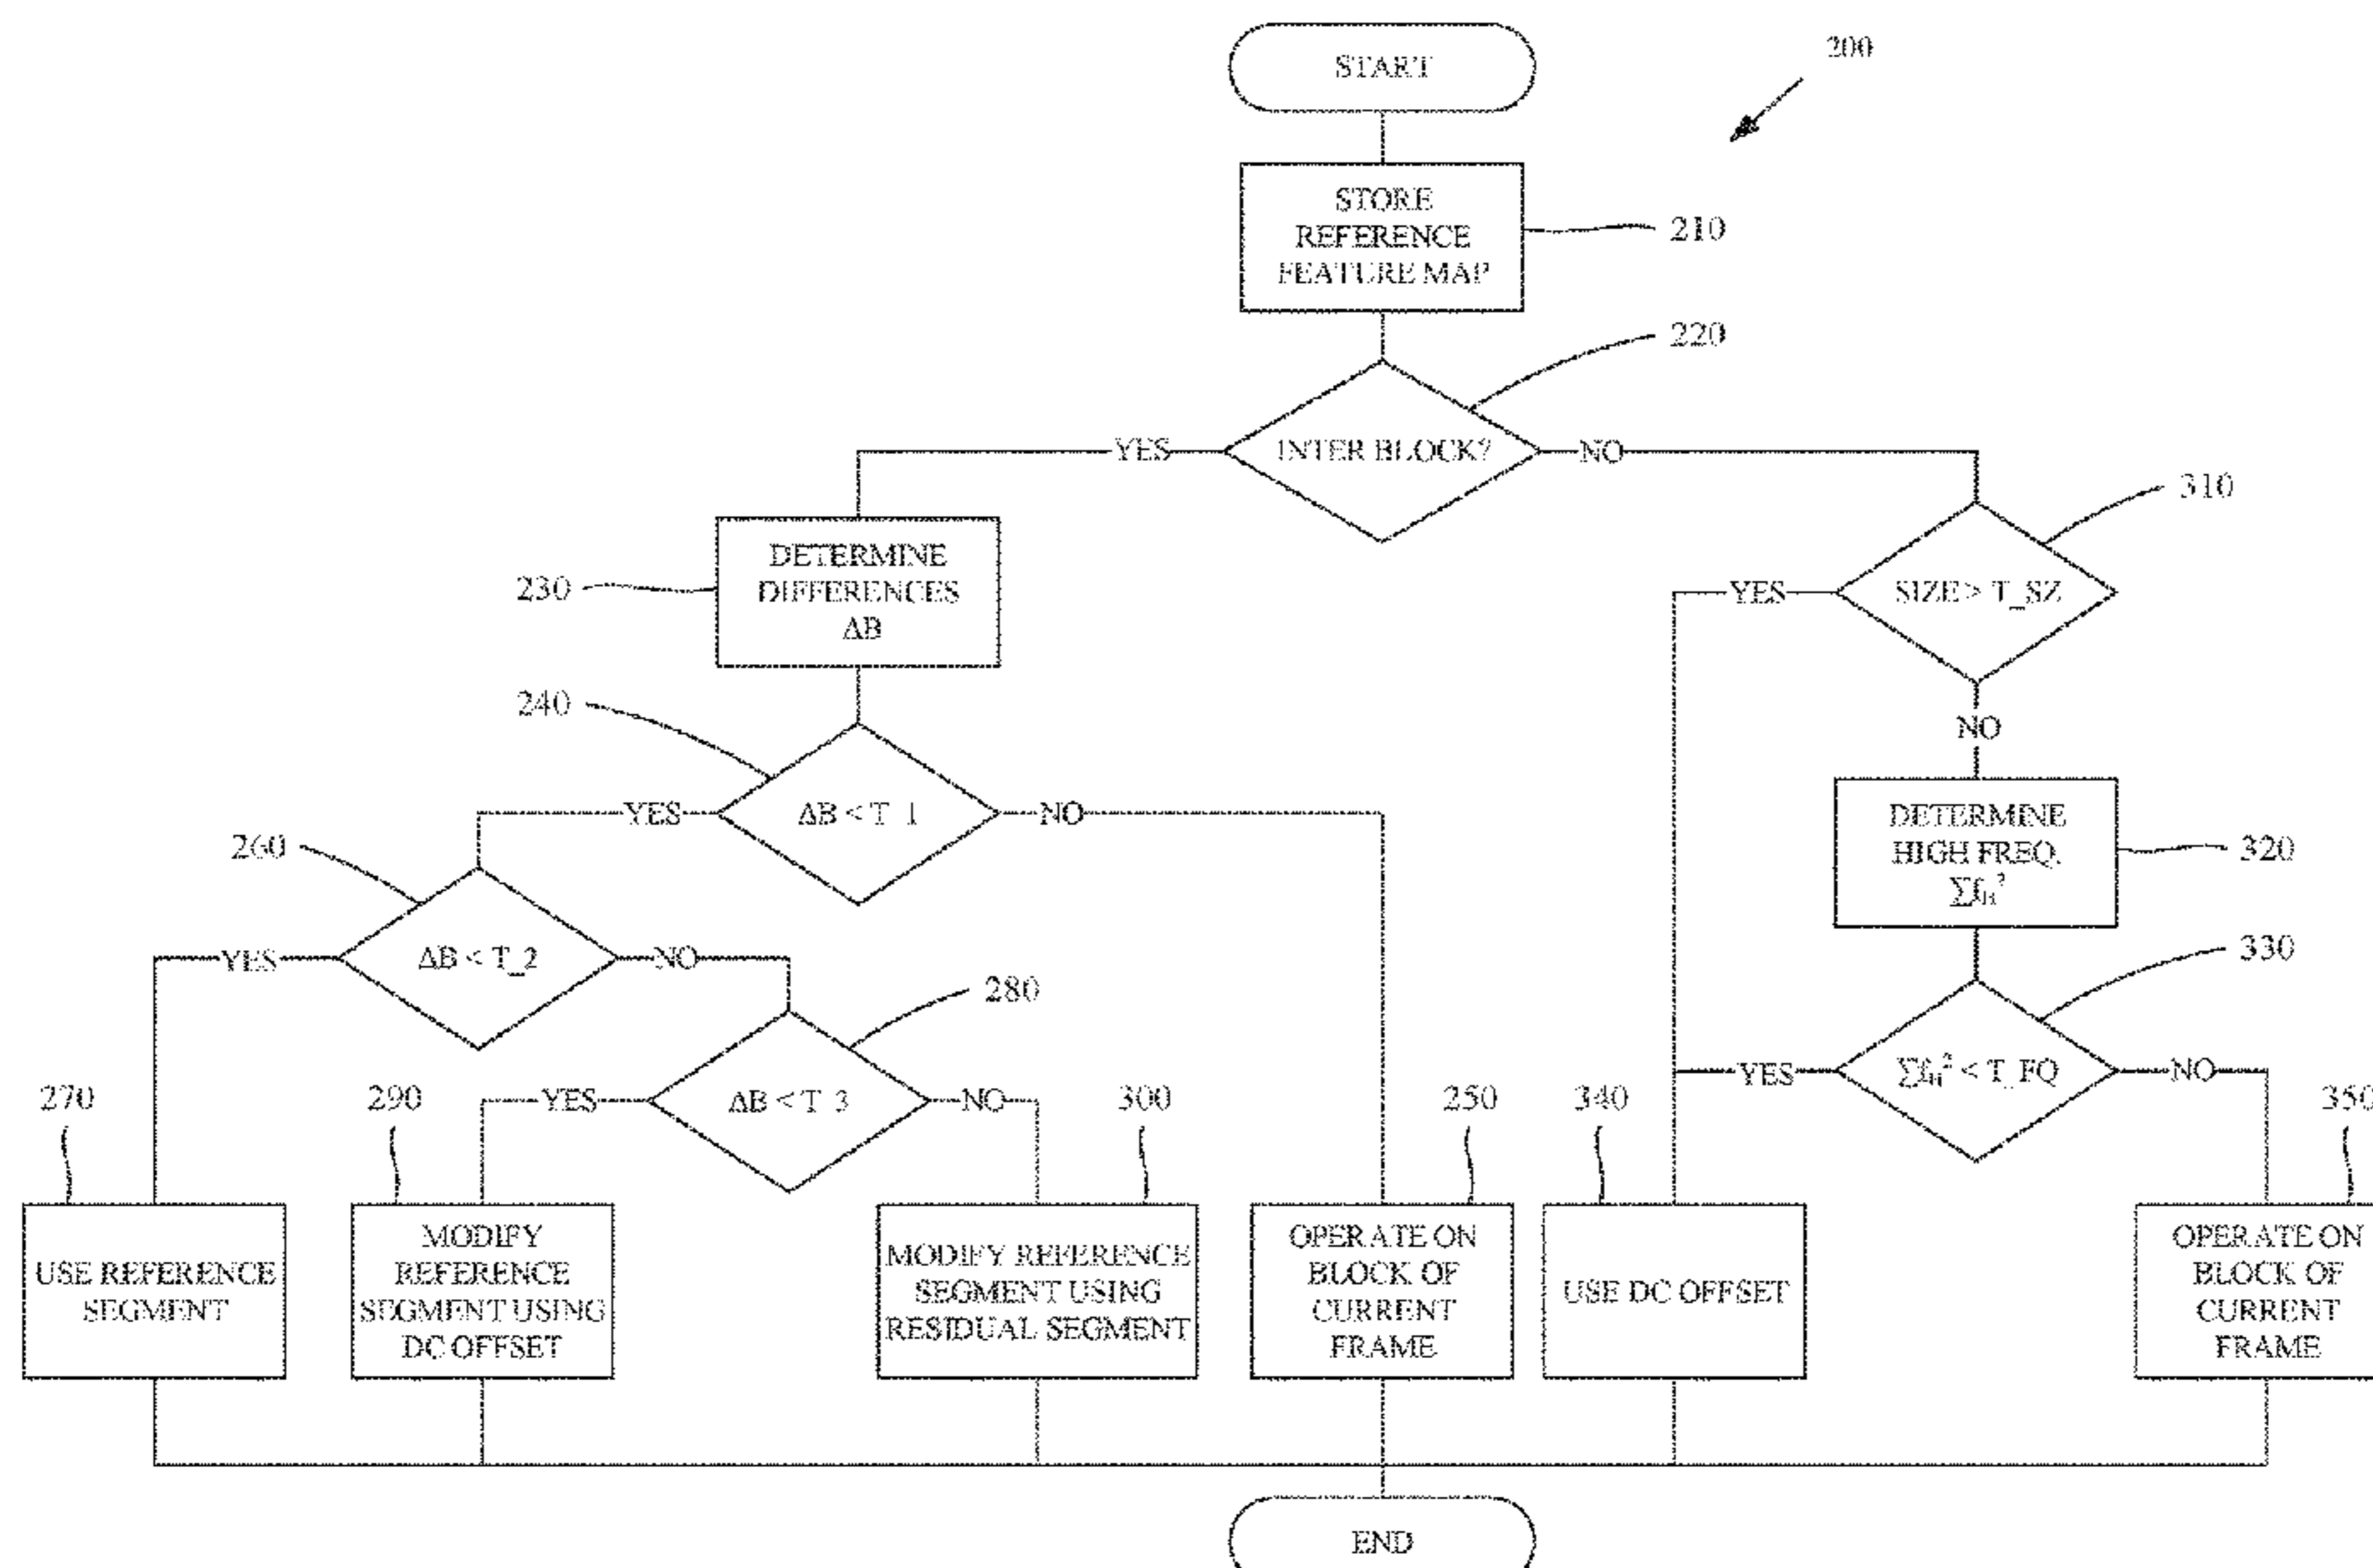 START
200
STORE
REFERENCE
FEATURE MAP
210
220
INTER BLOCK?
YES
NO
310
SIZE > T_SZ
YES
NO
DETERMINE
DIFFERENCES
ΔB
230
240
ΔB < T_1
YES
NO
DETERMINE
HIGH FREQ.
∑f_H²
320
260
ΔB < T_2
YES
NO
330
∑f_H² < T_FQ
YES
NO
280
ΔB < T_3
YES
NO
270
290
300
250
340
350
USE REFERENCE
SEGMENT
MODIFY
REFERENCE
SEGMENT USING
DC OFFSET
MODIFY REFERENCE
SEGMENT USING
RESIDUAL SEGMENT
OPERATE ON
BLOCK OF
CURRENT
FRAME
USE DC OFFSET
OPERATE ON
BLOCK OF
CURRENT
FRAME
END